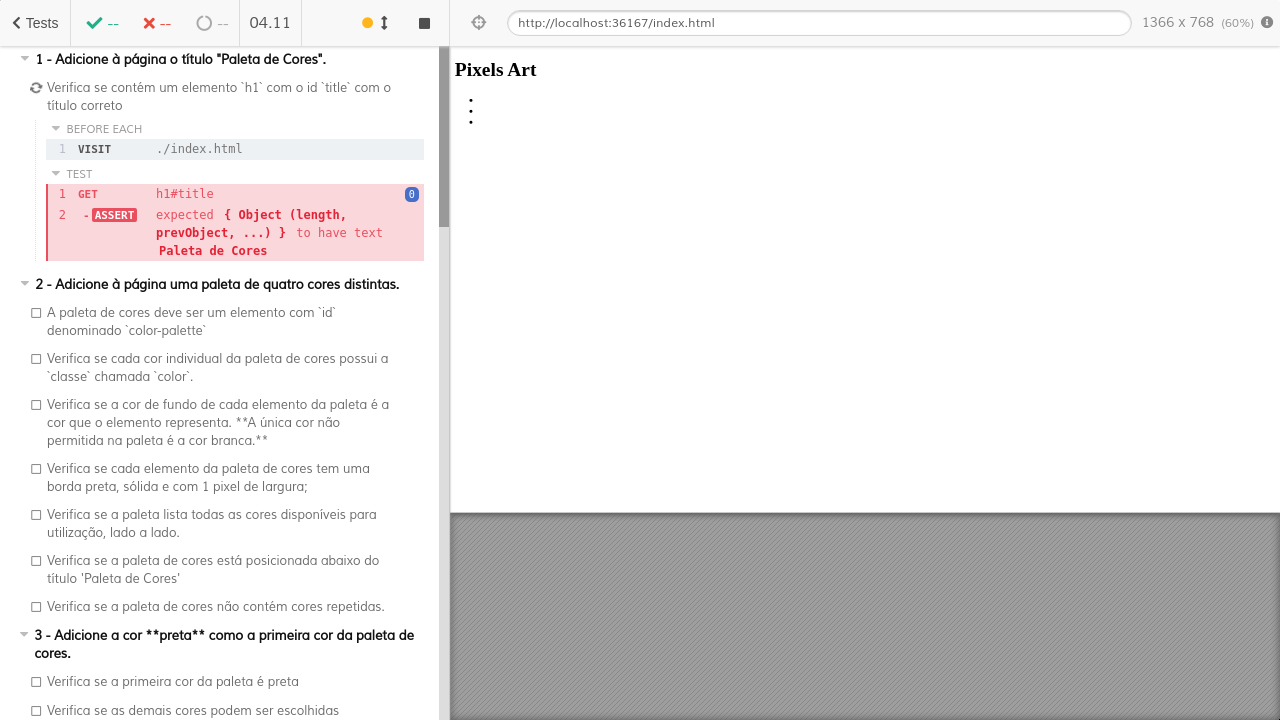 Tests
--
--
--
04.11
http://localhost:36167/index.html
1366 x 768 (60%)
1 - Adicione à página o título "Paleta de Cores".
Verifica se contém um elemento `h1` com o id `title` com o
título correto
BEFORE EACH
1 VISIT ./index.html
TEST
1 GET h1#title 0
2 -ASSERT expected { Object (length,
prevObject, ...) } to have text
Paleta de Cores
2 - Adicione à página uma paleta de quatro cores distintas.
A paleta de cores deve ser um elemento com `id`
denominado `color-palette`
Verifica se cada cor individual da paleta de cores possui a
`classe` chamada `color`.
Verifica se a cor de fundo de cada elemento da paleta é a
cor que o elemento representa. **A única cor não
permitida na paleta é a cor branca.**
Verifica se cada elemento da paleta de cores tem uma
borda preta, sólida e com 1 pixel de largura;
Verifica se a paleta lista todas as cores disponíveis para
utilização, lado a lado.
Verifica se a paleta de cores está posicionada abaixo do
título 'Paleta de Cores'
Verifica se a paleta de cores não contém cores repetidas.
3 - Adicione a cor **preta** como a primeira cor da paleta de
cores.
Verifica se a primeira cor da paleta é preta
Verifica se as demais cores podem ser escolhidas
Pixels Art